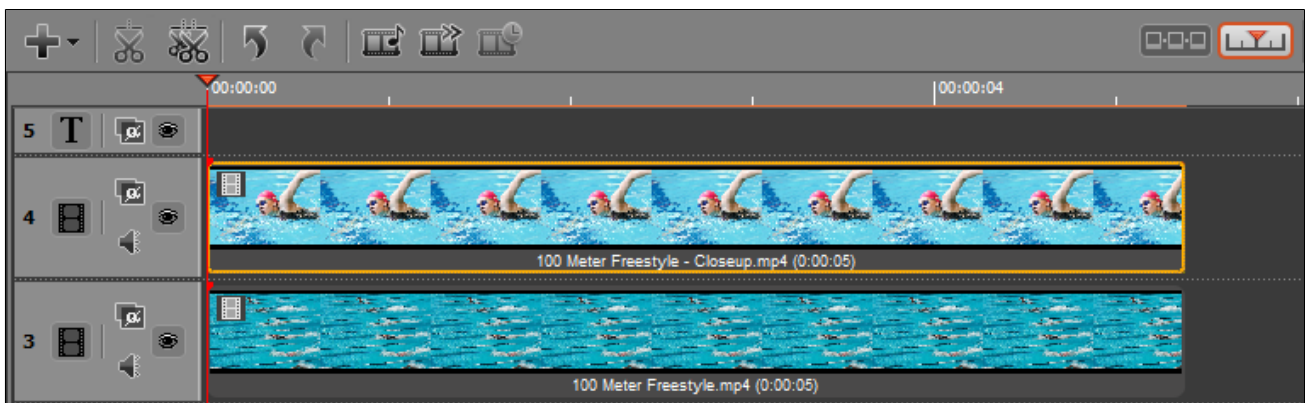 00:00:00 00:00:04
5 T
4
100 Meter Freestyle - Closeup.mp4 (0:00:05)
3
100 Meter Freestyle.mp4 (0:00:05)